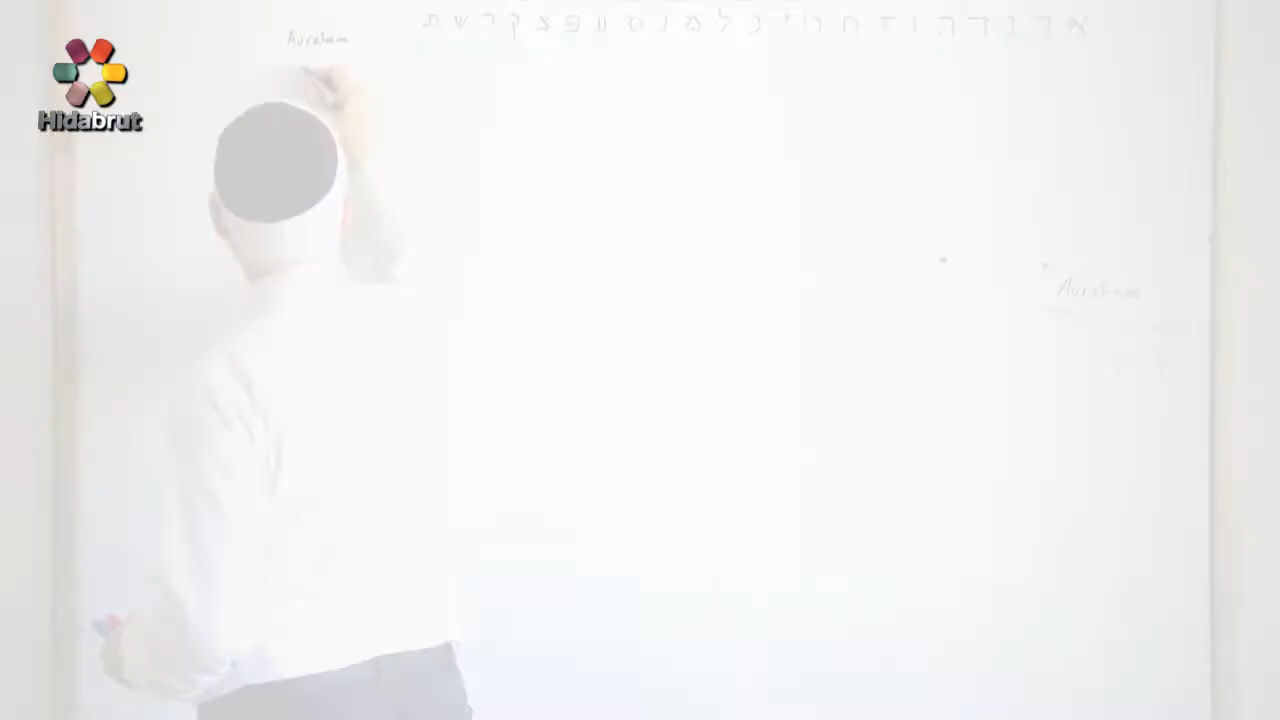 א ב ג ד ה ו ז ח ט י כ ל מ נ ס ע פ צ ק ר ש ת
Avraham
Hidabrut
Avraham